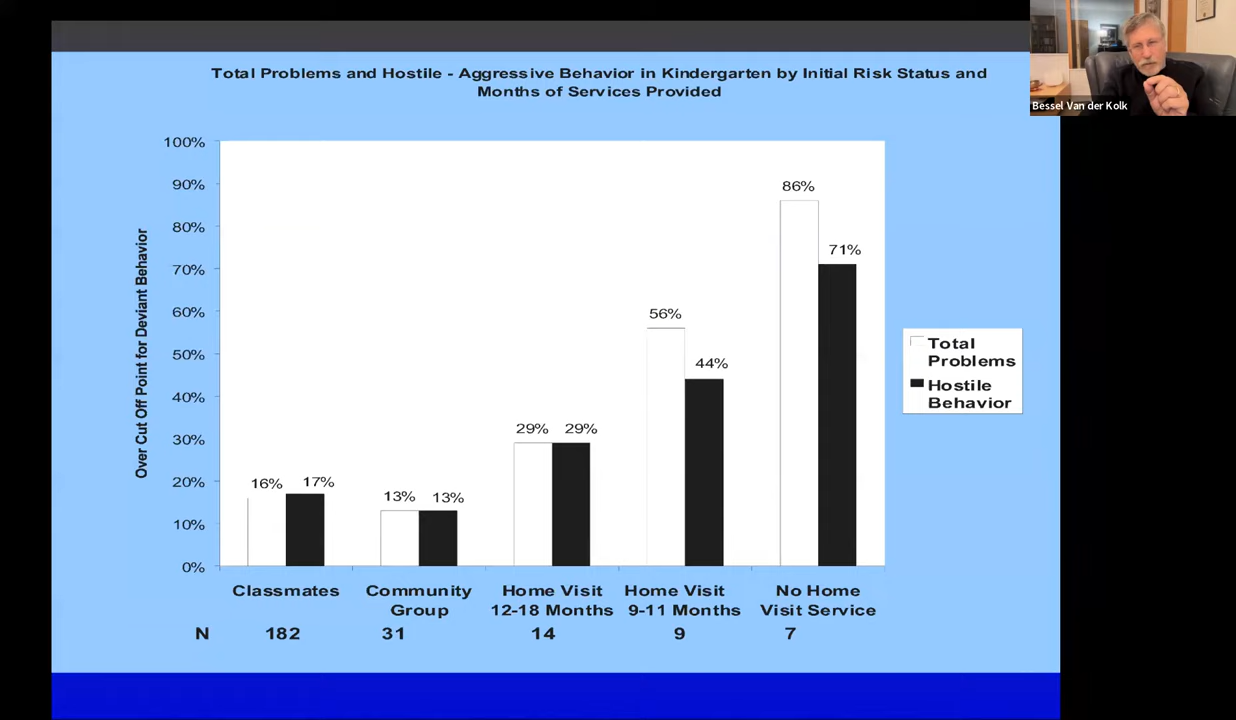 Total Problems and Hostile - Aggressive Behavior in Kindergarten by Initial Risk Status and
Months of Services Provided
Bessel Van der Kolk
Over Cut Off Point for Deviant Behavior
100%
90%
80%
70%
60%
50%
40%
30%
20%
10%
0%
16%
17%
13%
13%
29%
29%
56%
44%
86%
71%
Total
Problems
Hostile
Behavior
Classmates
Community
Group
Home Visit
12-18 Months
Home Visit
9-11 Months
No Home
Visit Service
N 182 31 14 9 7